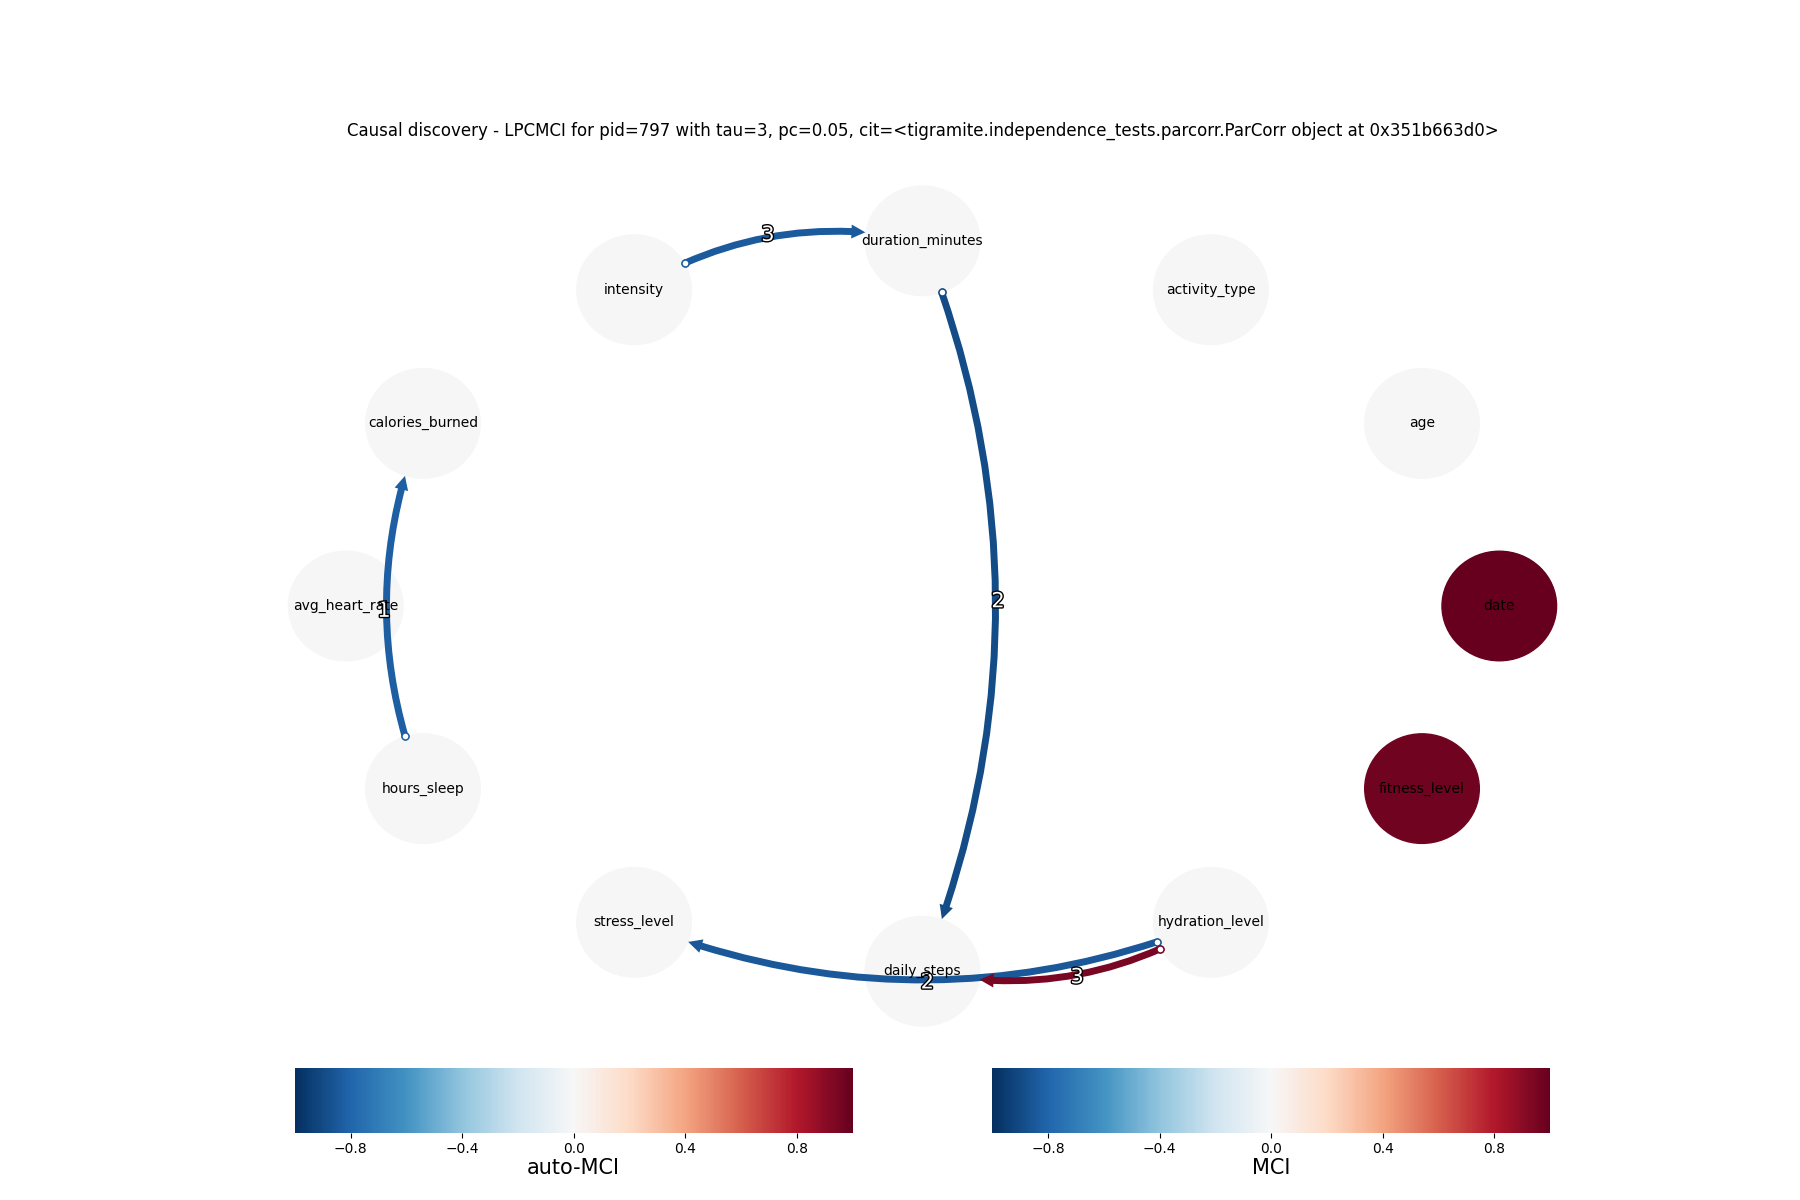 Causal discovery - LPCMCI for pid=797 with tau=3, pc=0.05, cit=<tigramite.independence_tests.parcorr.ParCorr object at 0x351b663d0>
3
duration_minutes
intensity
activity_type
calories_burned
age
avg_heart_rate
1
2
date
hours_sleep
fitness_level
stress_level
hydration_level
daily_steps
2
3
−0.8 −0.4 0.0 0.4 0.8
auto-MCI
−0.8 −0.4 0.0 0.4 0.8
MCI